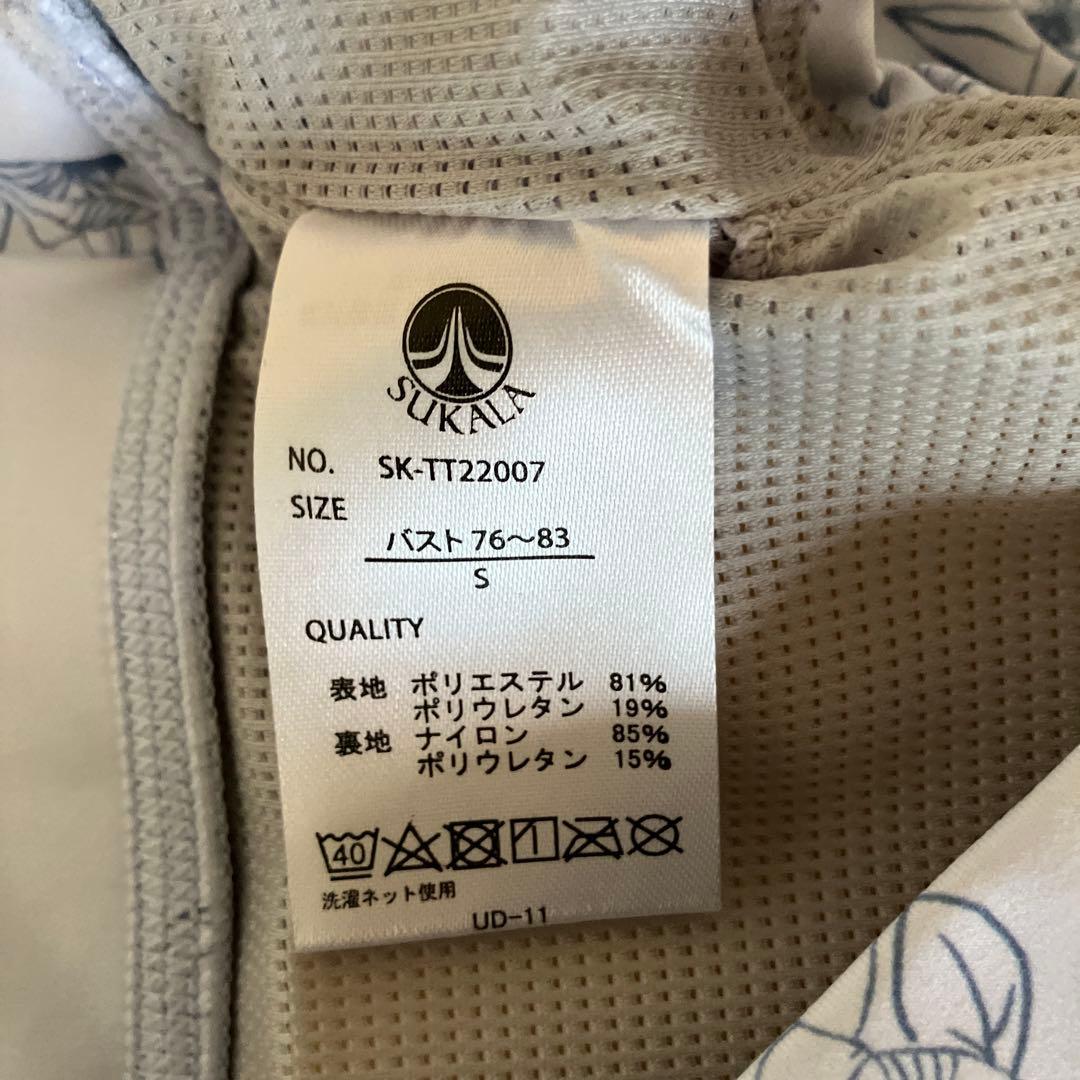 SUKALA
NO. SK-TT22007
SIZE
バスト 76～83
S
QUALITY
表地 ポリエステル 81%
ポリウレタン 19%
裏地 ナイロン 85%
ポリウレタン 15%
40
洗濯ネット使用
UD-11